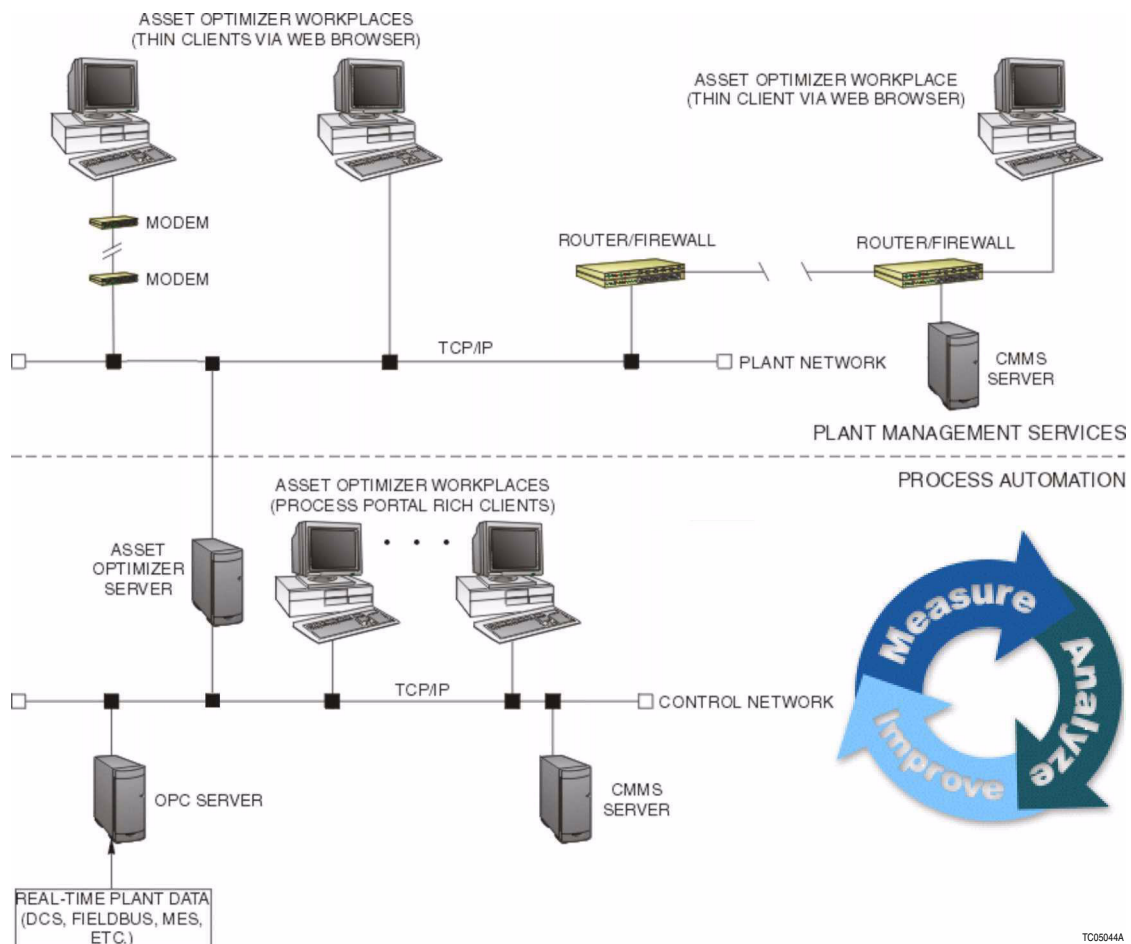 ASSET OPTIMIZER WORKPLACES
(THIN CLIENTS VIA WEB BROWSER)
ASSET OPTIMIZER WORKPLACE
(THIN CLIENT VIA WEB BROWSER)
MODEM
MODEM
ROUTER/FIREWALL
ROUTER/FIREWALL
TCP/IP
PLANT NETWORK
CMMS
SERVER
PLANT MANAGEMENT SERVICES
PROCESS AUTOMATION
ASSET OPTIMIZER WORKPLACES
(PROCESS PORTAL RICH CLIENTS)
ASSET
OPTIMIZER
SERVER
TCP/IP
CONTROL NETWORK
OPC SERVER
CMMS
SERVER
REAL-TIME PLANT DATA
(DCS, FIELDBUS, MES,
ETC.)
Measure
Analyze
Improve
TC05044A